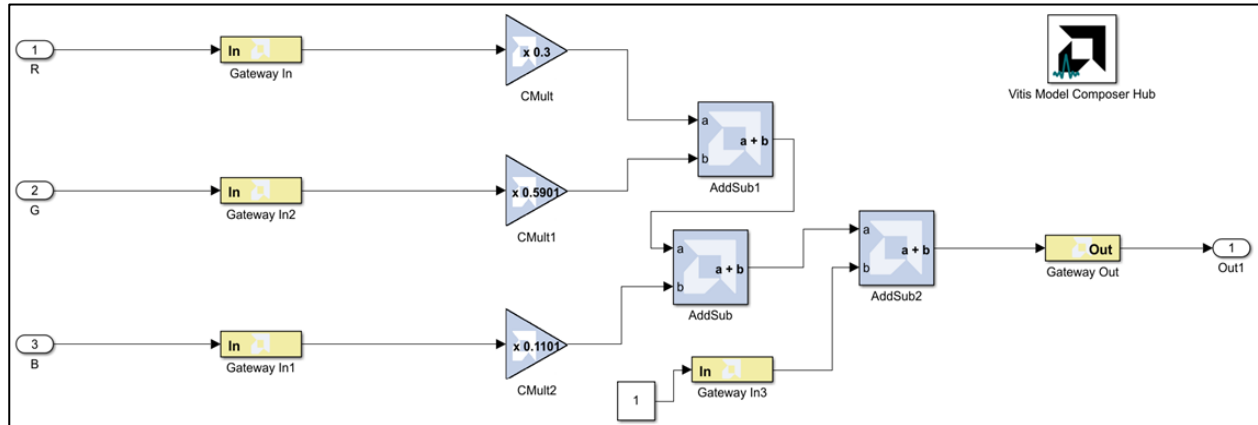 1
R
In
Gateway In
x 0.3
CMult
Vitis Model Composer Hub
a
b
a + b
AddSub1
2
G
In
Gateway In2
x 0.5901
CMult1
a
b
a + b
AddSub
a
b
a + b
AddSub2
Out
Gateway Out
1
Out1
3
B
In
Gateway In1
x 0.1101
CMult2
1
In
Gateway In3